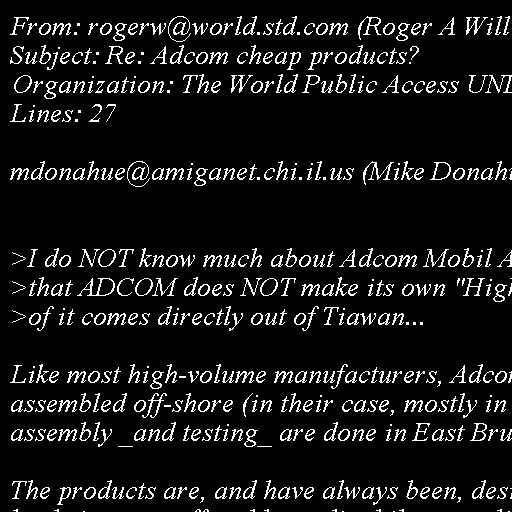 From: rogerw@world.std.com (Roger A Will
Subject: Re: Adcom cheap products?
Organization: The World Public Access UNI
Lines: 27

mdonahue@amiganet.chi.il.us (Mike Donahu

>I do NOT know much about Adcom Mobil A
>that ADCOM does NOT make its own "High
>of it comes directly out of Tiawan...

Like most high-volume manufacturers, Adcom
assembled off-shore (in their case, mostly in
assembly _and testing_ are done in East Bru

The products are, and have always been, desi